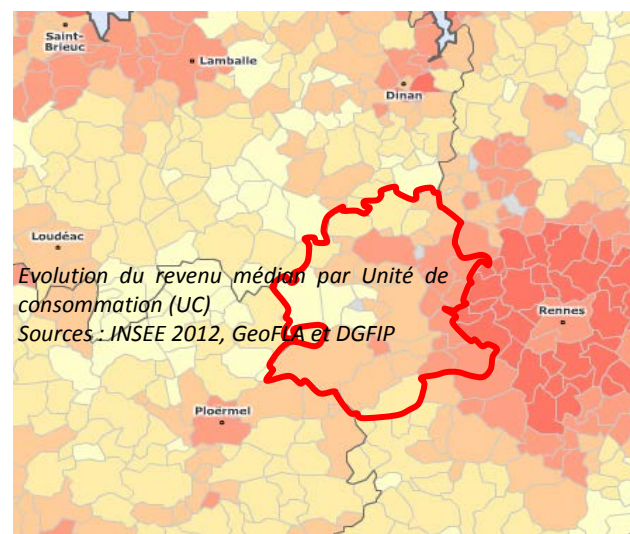 Saint-
Brieuc
Lamballe
Dinan
Loudéac
Evolution du revenu médian par Unité de
consommation (UC)
Sources : INSEE 2012, GeoFLA et DGFIP
Rennes
Ploërmel